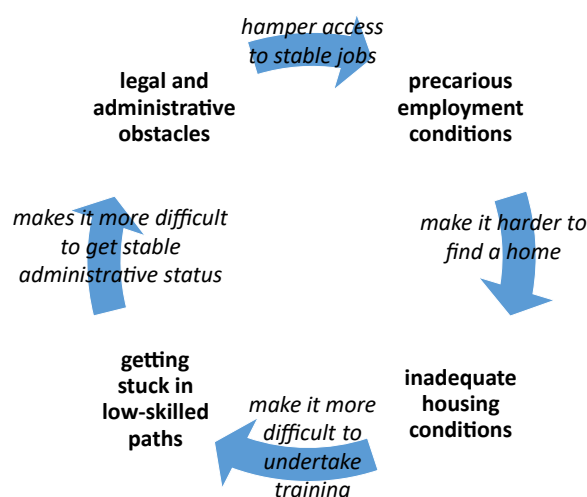 hamper access
to stable jobs
legal and
administrative
obstacles
precarious
employment
conditions
makes it more difficult
to get stable
administrative status
make it harder to
find a home
getting
stuck in
low-skilled
paths
make it more
difficult to
undertake
training
inadequate
housing
conditions